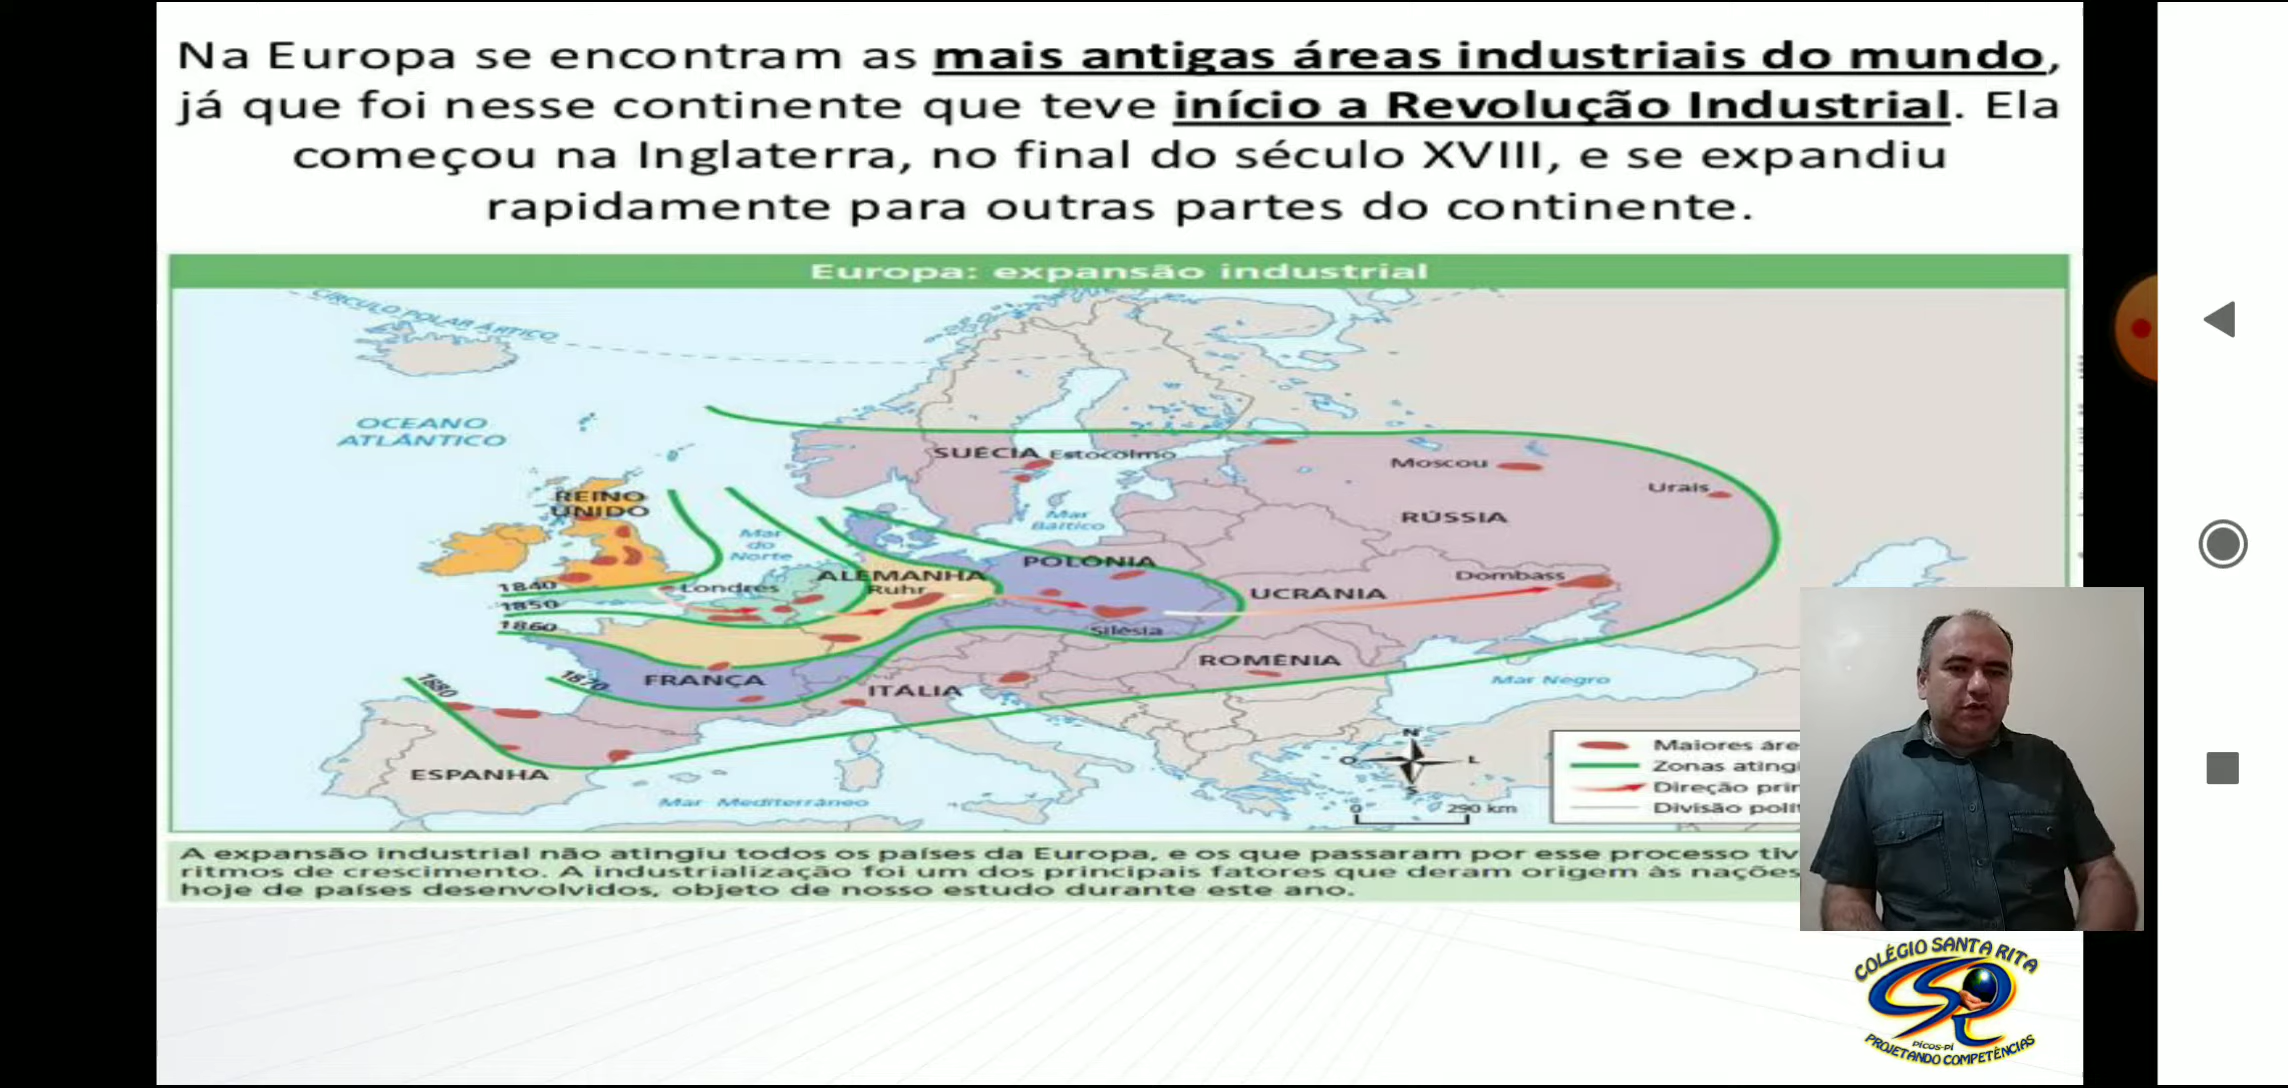 Na Europa se encontram as mais antigas áreas industriais do mundo,
já que foi nesse continente que teve início a Revolução Industrial. Ela
começou na Inglaterra, no final do século XVIII, e se expandiu
rapidamente para outras partes do continente.
Europa: expansão industrial
CÍRCULO POLAR ÁRTICO
OCEANO
ATLÂNTICO
SUÉCIA
Estocolmo
Moscou
Urais
REINO
UNIDO
RÚSSIA
Mar
Báltico
Mar
do
Norte
POLÔNIA
ALEMANHA
Dombass
1840
Londres
Ruhr
UCRÂNIA
1850
1860
Silésia
ROMÊNIA
1880
1870
FRANÇA
ITÁLIA
Mar Negro
ESPANHA
Mar Mediterrâneo
N
O
L
S
0
290 km
Maiores
Zonas
Direção
Divisão
A expansão industrial não atingiu todos os países da Europa, e os que passaram por esse processo
ritmos de crescimento. A industrialização foi um dos principais fatores que deram origem às nações
hoje de países desenvolvidos, objeto de nosso estudo durante este ano.
COLÉGIO SANTA RITA
PICOS-PI
PROJETANDO COMPETÊNCIAS